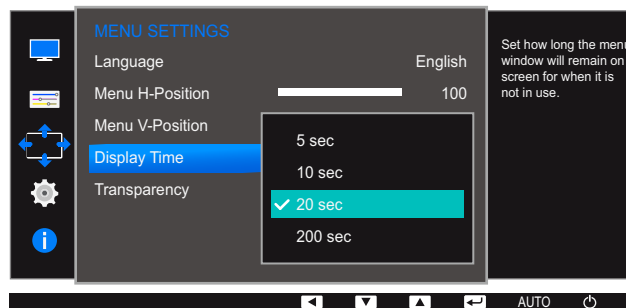 MENU SETTINGS
Language English
Menu H-Position 100
Menu V-Position
Display Time
Transparency
5 sec
10 sec
20 sec
200 sec
Set how long the menu
window will remain on
screen for when it is
not in use.
AUTO